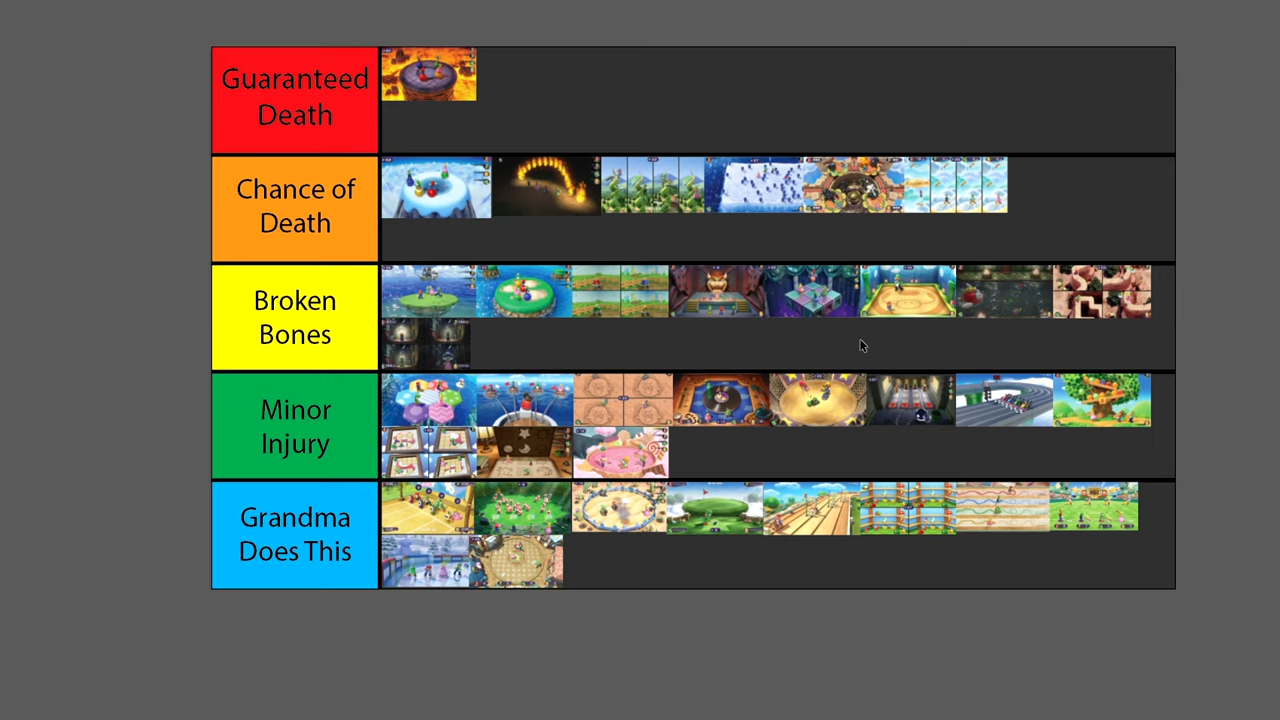 Guaranteed
Death
Chance of
Death
Broken
Bones
Minor
Injury
Grandma
Does This